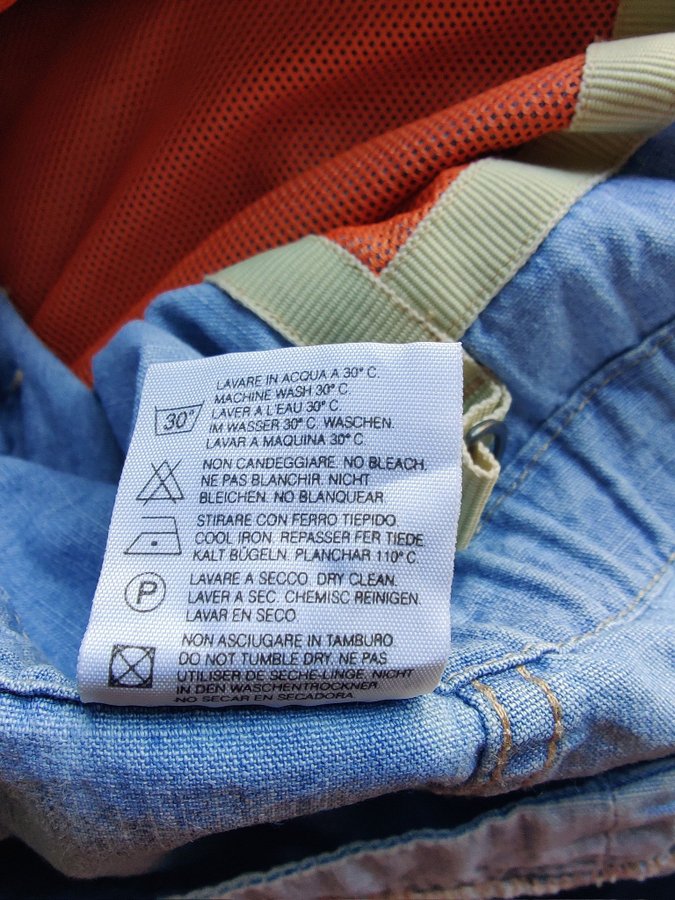 LAVARE IN ACQUA A 30° C.
MACHINE WASH 30° C.
LAVER A L'EAU 30° C.
30°
IM WASSER 30° C. WASCHEN.
LAVAR A MAQUINA 30° C.
NON CANDEGGIARE. NO BLEACH.
NE PAS BLANCHIR. NICHT
BLEICHEN. NO BLANQUEAR
STIRARE CON FERRO TIEPIDO.
COOL IRON. REPASSER FER TIEDE.
KALT BÜGELN. PLANCHAR 110° C.
P
LAVARE A SECCO. DRY CLEAN.
LAVER A SEC. CHEMISC REINIGEN.
LAVAR EN SECO
NON ASCIUGARE IN TAMBURO
DO NOT TUMBLE DRY. NE PAS
UTILISER DE SECHE-LINGE. NICHT
IN DEN WASCHENTROCKNER.
NO SECAR EN SECADORA.